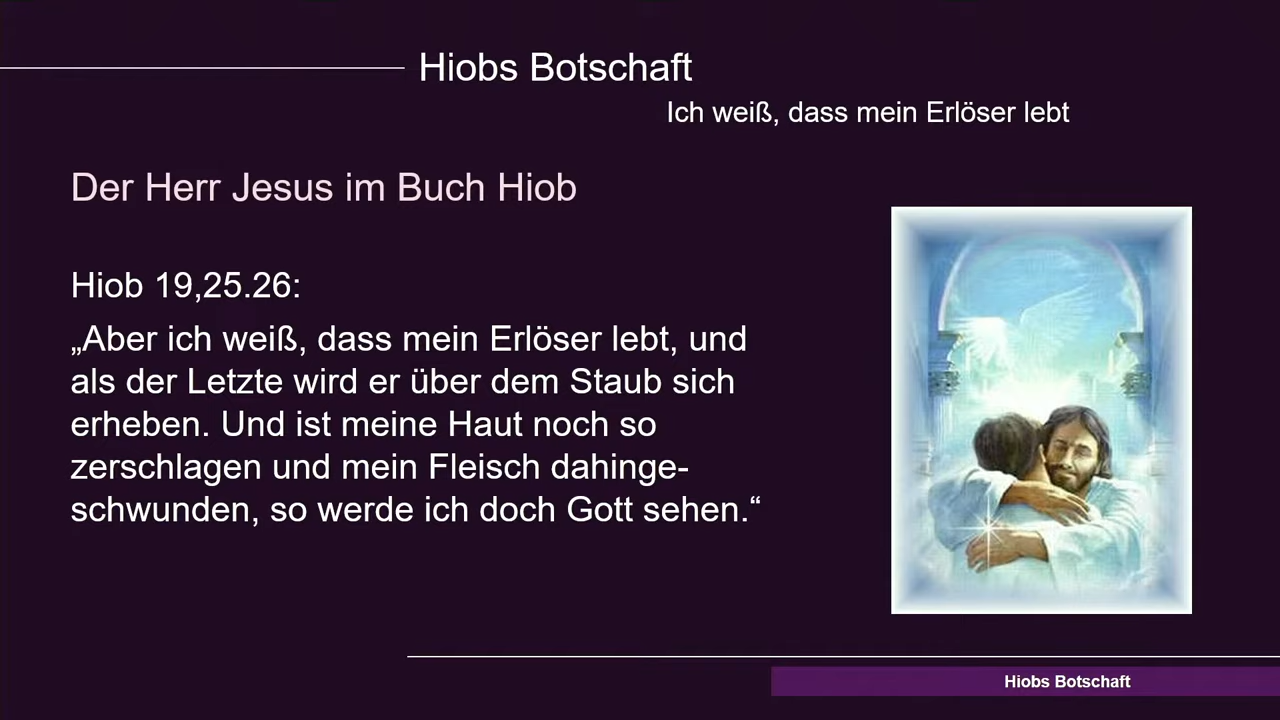 Hiobs Botschaft
Ich weiß, dass mein Erlöser lebt
Der Herr Jesus im Buch Hiob
Hiob 19,25.26:
„Aber ich weiß, dass mein Erlöser lebt, und
als der Letzte wird er über dem Staub sich
erheben. Und ist meine Haut noch so
zerschlagen und mein Fleisch dahinge-
schwunden, so werde ich doch Gott sehen.“
Hiobs Botschaft